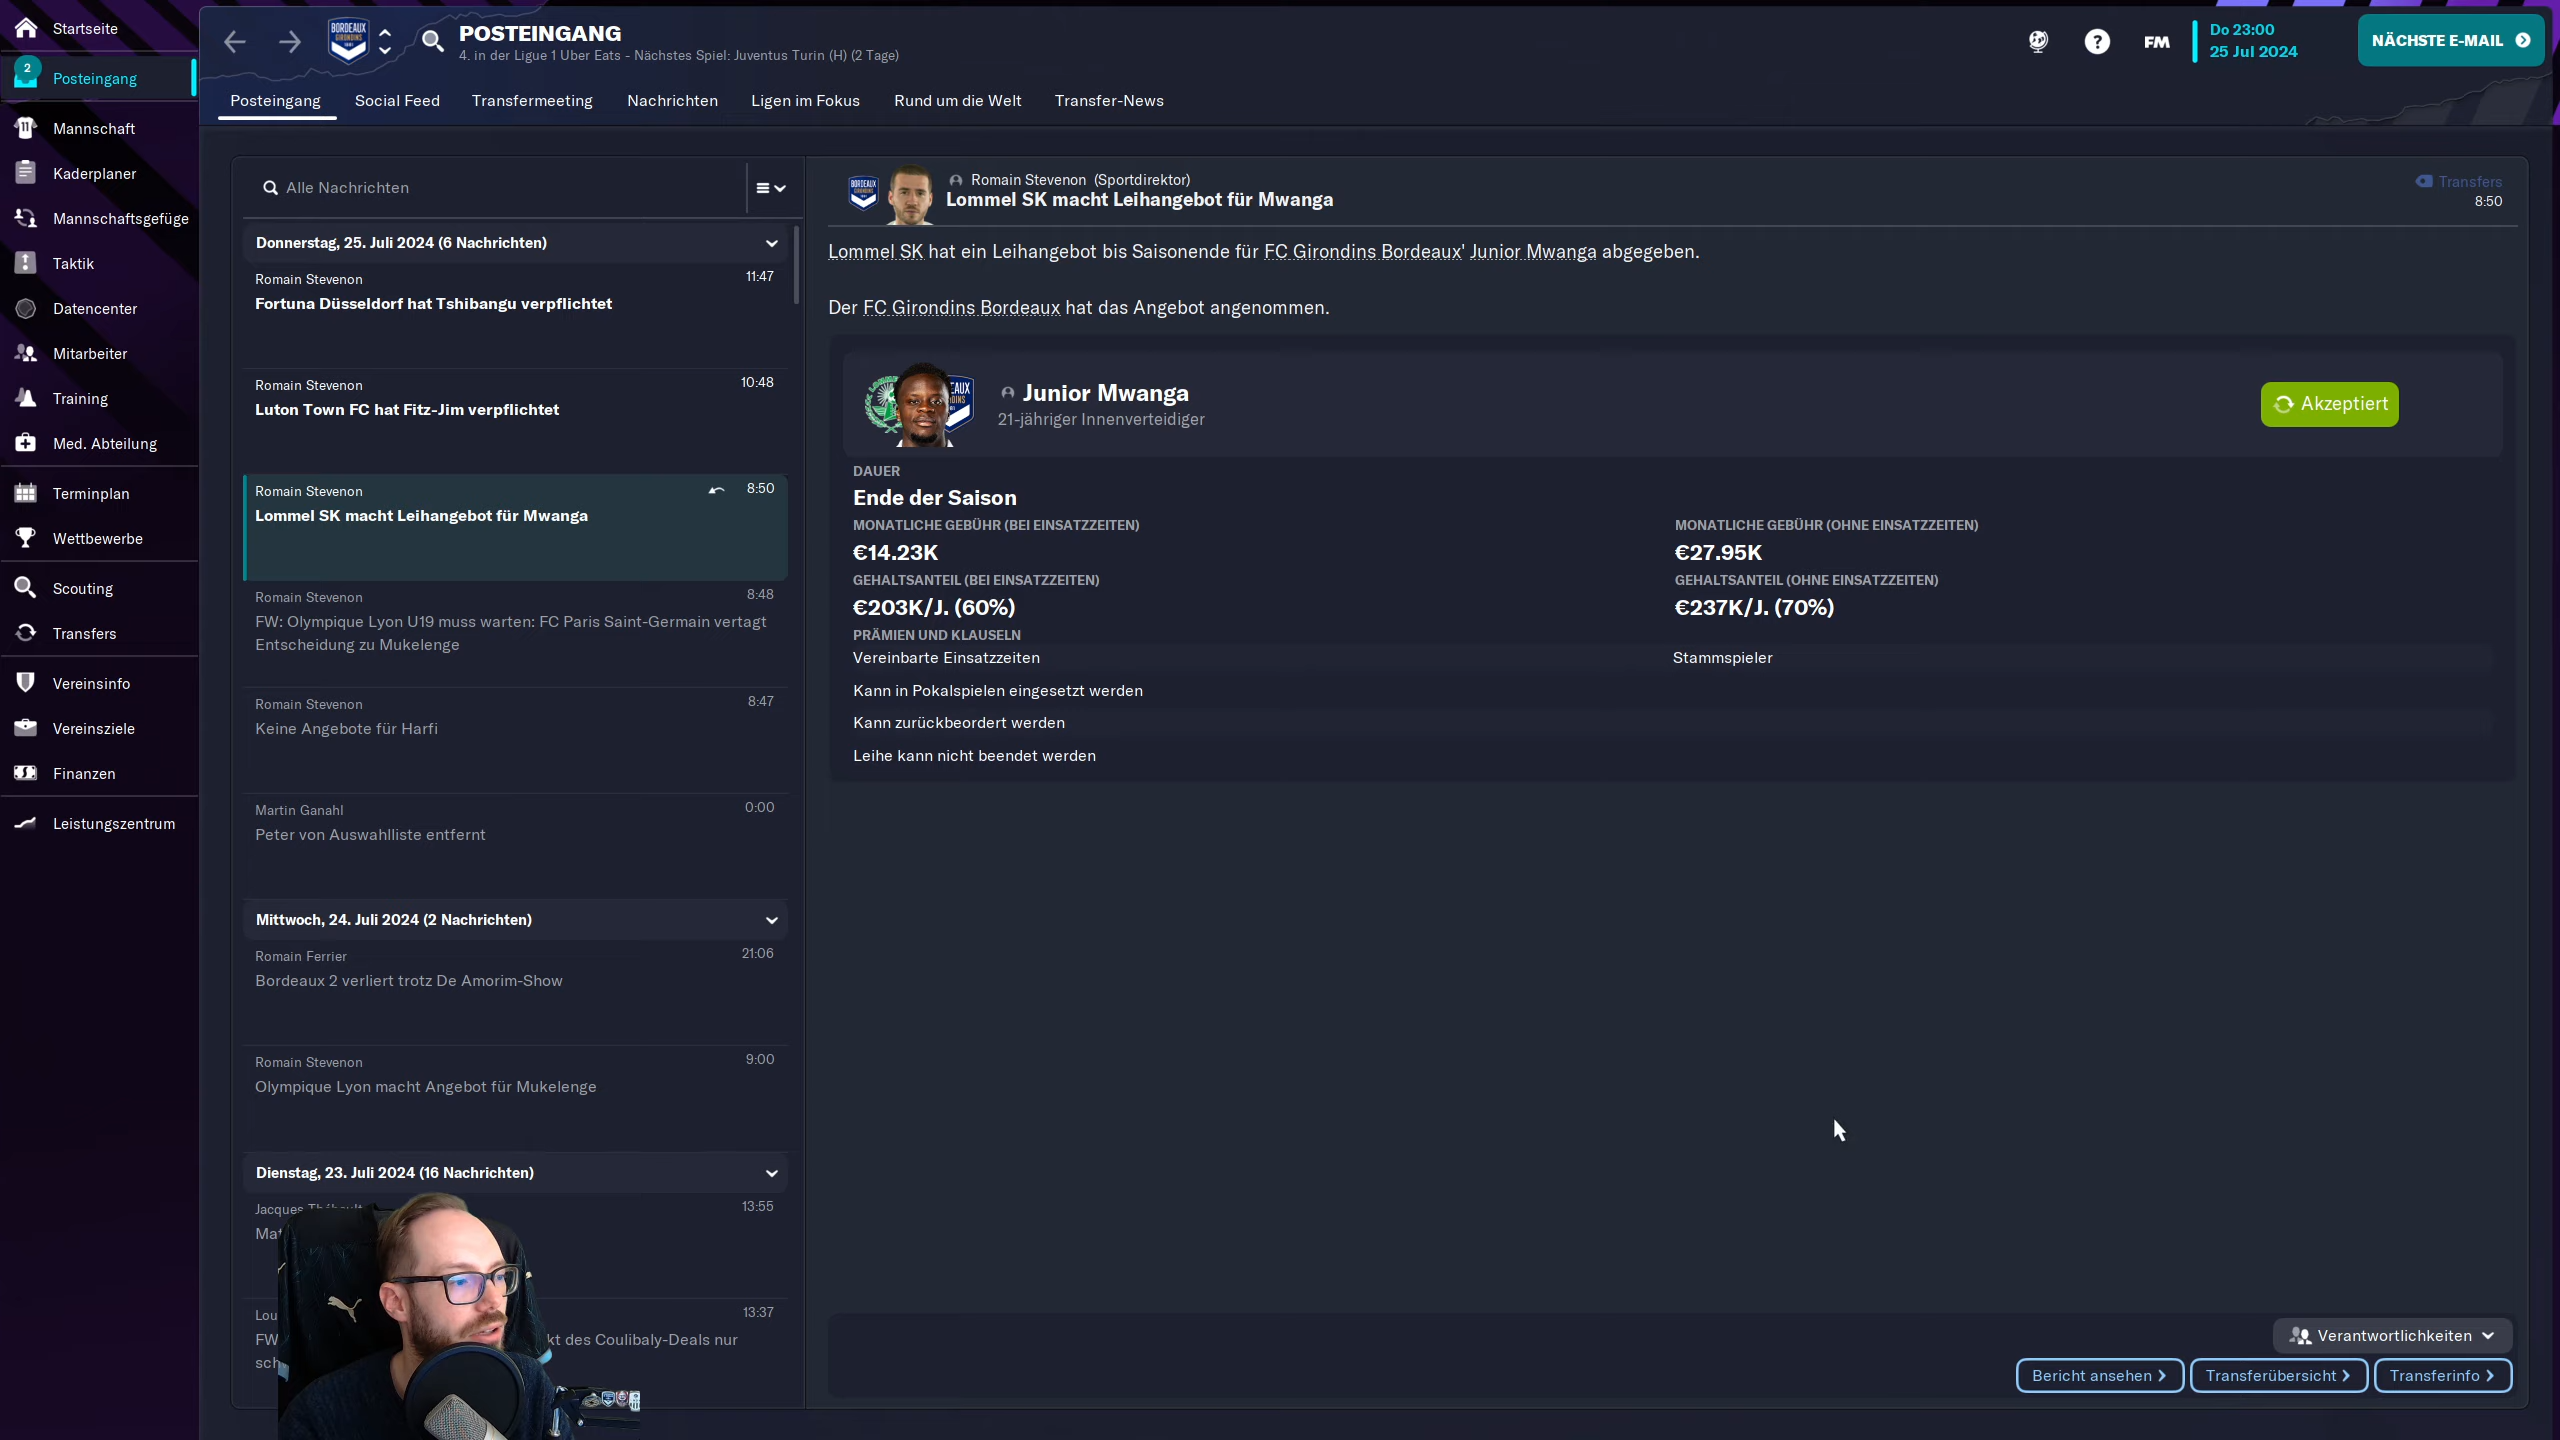 Startseite
2
Posteingang
Mannschaft
Kaderplaner
Mannschaftsgefüge
Taktik
Datencenter
Mitarbeiter
Training
Med. Abteilung
Terminplan
Wettbewerbe
Scouting
Transfers
Vereinsinfo
Vereinsziele
Finanzen
Leistungszentrum
BORDEAUX
GIRONDINS
POSTEINGANG
4. in der Ligue 1 Uber Eats - Nächstes Spiel: Juventus Turin (H) (2 Tage)
FM
Do 23:00
25 Jul 2024
NÄCHSTE E-MAIL
Posteingang
Social Feed
Transfermeeting
Nachrichten
Ligen im Fokus
Rund um die Welt
Transfer-News
Alle Nachrichten
Donnerstag, 25. Juli 2024 (6 Nachrichten)
Romain Stevenon 11:47
Fortuna Düsseldorf hat Tshibangu verpflichtet
Romain Stevenon 10:48
Luton Town FC hat Fitz-Jim verpflichtet
Romain Stevenon 8:50
Lommel SK macht Leihangebot für Mwanga
Romain Stevenon 8:48
FW: Olympique Lyon U19 muss warten: FC Paris Saint-Germain vertagt
Entscheidung zu Mukelenge
Romain Stevenon 8:47
Keine Angebote für Harfi
Martin Ganahl 0:00
Peter von Auswahlliste entfernt
Mittwoch, 24. Juli 2024 (2 Nachrichten)
Romain Ferrier 21:06
Bordeaux 2 verliert trotz De Amorim-Show
Romain Stevenon 9:00
Olympique Lyon macht Angebot für Mukelenge
Dienstag, 23. Juli 2024 (16 Nachrichten)
Jacques 13:55
Mat
Lou 13:37
FW kt des Coulibaly-Deals nur
sch
Romain Stevenon (Sportdirektor)
Lommel SK macht Leihangebot für Mwanga
Transfers
8:50
Lommel SK hat ein Leihangebot bis Saisonende für FC Girondins Bordeaux' Junior Mwanga abgegeben.
Der FC Girondins Bordeaux hat das Angebot angenommen.
Junior Mwanga
21-jähriger Innenverteidiger
Akzeptiert
DAUER
Ende der Saison
MONATLICHE GEBÜHR (BEI EINSATZZEITEN) MONATLICHE GEBÜHR (OHNE EINSATZZEITEN)
€14.23K €27.95K
GEHALTSANTEIL (BEI EINSATZZEITEN) GEHALTSANTEIL (OHNE EINSATZZEITEN)
€203K/J. (60%) €237K/J. (70%)
PRÄMIEN UND KLAUSELN
Vereinbarte Einsatzzeiten Stammspieler
Kann in Pokalspielen eingesetzt werden
Kann zurückbeordert werden
Leihe kann nicht beendet werden
Verantwortlichkeiten
Bericht ansehen
Transferübersicht
Transferinfo